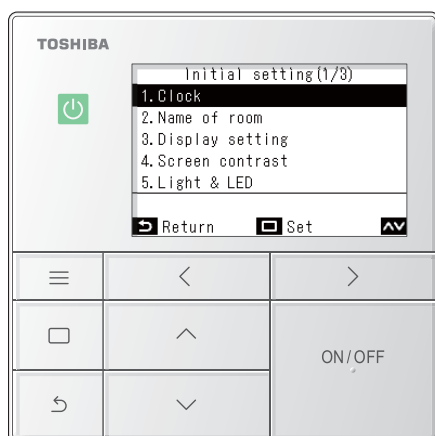 TOSHIBA
Initial setting(1/3)
1.Clock
2.Name of room
3.Display setting
4.Screen contrast
5.Light & LED
Return Set
ON/OFF